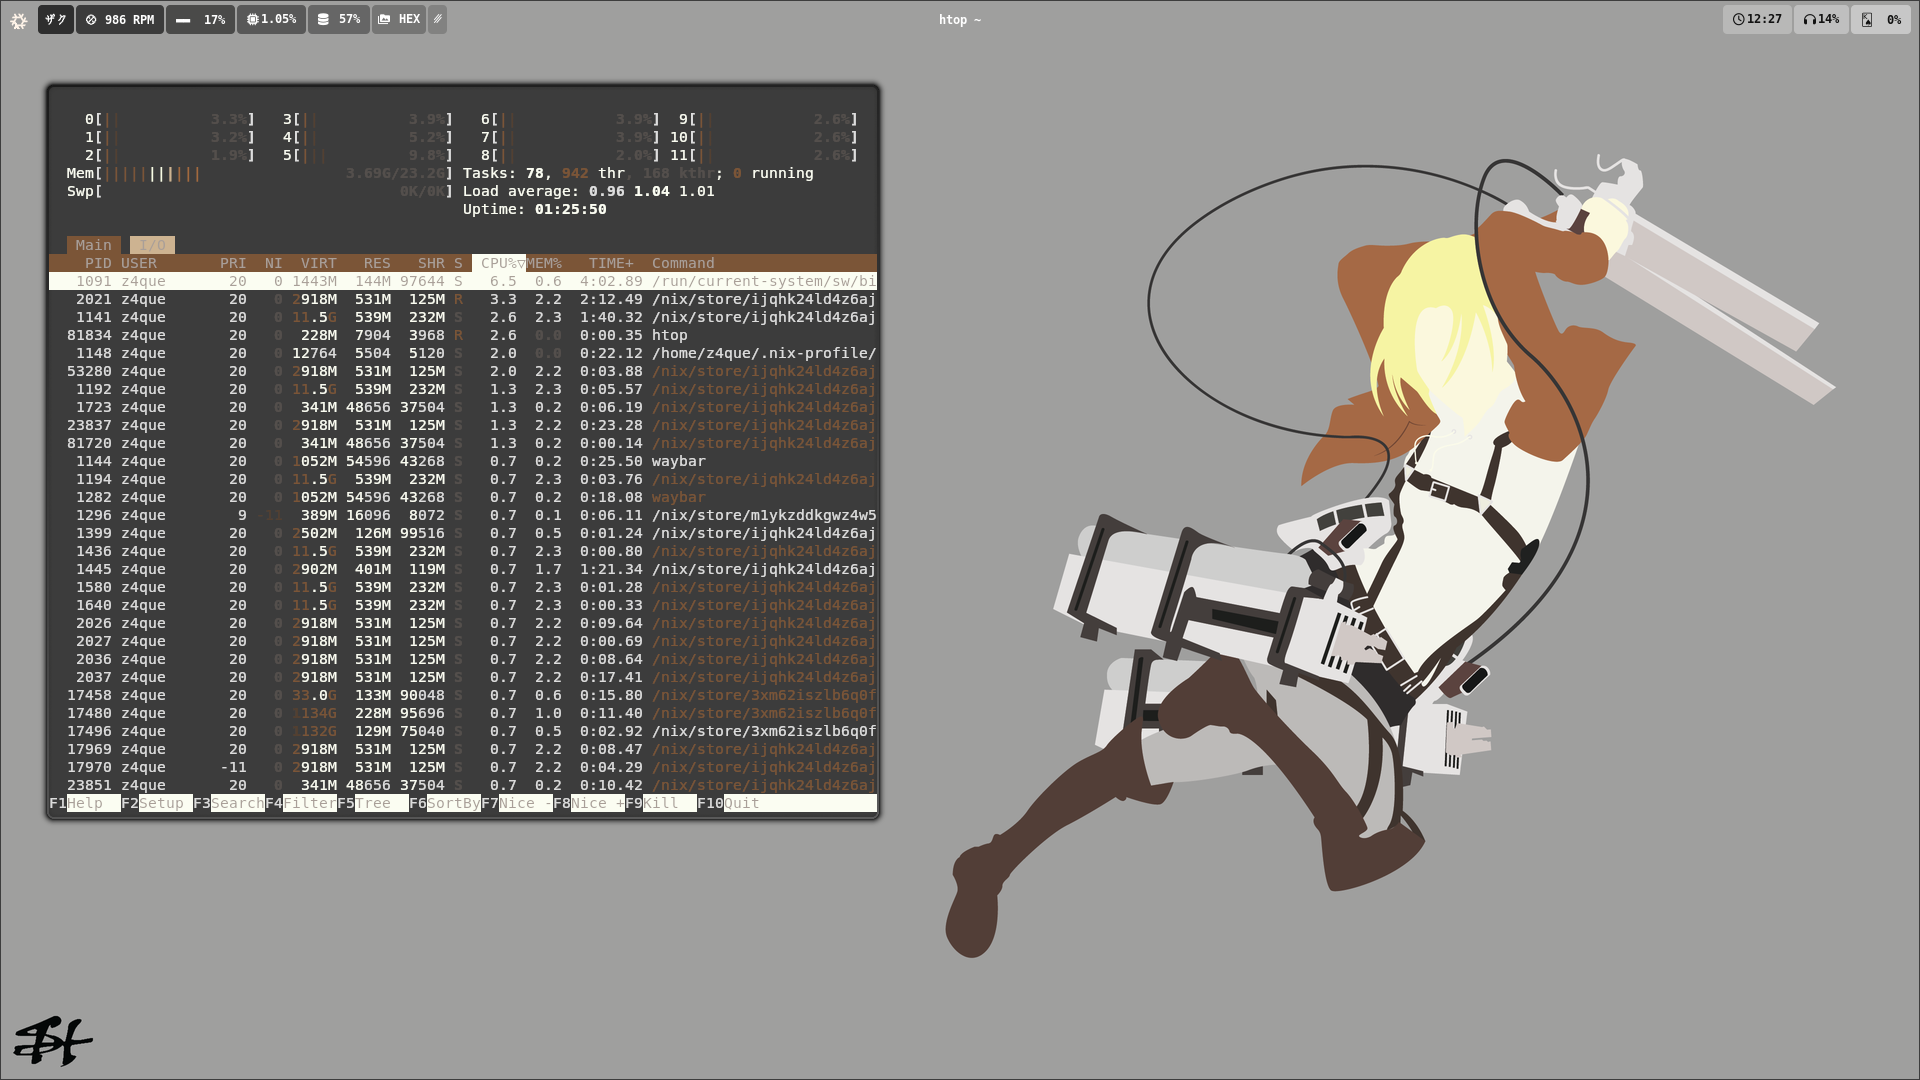 ザク 986 RPM 17% 1.05% 57% HEX htop ~ 12:27 14% 0%
0[|| 3.3%] 3[|| 3.9%] 6[|| 3.9%] 9[|| 2.6%]
1[|| 3.2%] 4[|| 5.2%] 7[|| 3.9%] 10[|| 2.6%]
2[|| 1.9%] 5[||| 9.8%] 8[|| 2.0%] 11[|| 2.6%]
Mem[||||||||||| 3.69G/23.2G] Tasks: 78, 942 thr, 168 kthr; 0 running
Swp[ 0K/0K] Load average: 0.96 1.04 1.01
Uptime: 01:25:50
Main I/O
PID USER PRI NI VIRT RES SHR S CPU%▽MEM% TIME+ Command
1091 z4que 20 0 1443M 144M 97644 S 6.5 0.6 4:02.89 /run/current-system/sw/bi
2021 z4que 20 0 2918M 531M 125M R 3.3 2.2 2:12.49 /nix/store/ijqhk24ld4z6aj
1141 z4que 20 0 11.5G 539M 232M S 2.6 2.3 1:40.32 /nix/store/ijqhk24ld4z6aj
81834 z4que 20 0 228M 7904 3968 R 2.6 0.0 0:00.35 htop
1148 z4que 20 0 12764 5504 5120 S 2.0 0.0 0:22.12 /home/z4que/.nix-profile/
53280 z4que 20 0 2918M 531M 125M S 2.0 2.2 0:03.88 /nix/store/ijqhk24ld4z6aj
1192 z4que 20 0 11.5G 539M 232M S 1.3 2.3 0:05.57 /nix/store/ijqhk24ld4z6aj
1723 z4que 20 0 341M 48656 37504 S 1.3 0.2 0:06.19 /nix/store/ijqhk24ld4z6aj
23837 z4que 20 0 2918M 531M 125M S 1.3 2.2 0:23.28 /nix/store/ijqhk24ld4z6aj
81720 z4que 20 0 341M 48656 37504 S 1.3 0.2 0:00.14 /nix/store/ijqhk24ld4z6aj
1144 z4que 20 0 1052M 54596 43268 S 0.7 0.2 0:25.50 waybar
1194 z4que 20 0 11.5G 539M 232M S 0.7 2.3 0:03.76 /nix/store/ijqhk24ld4z6aj
1282 z4que 20 0 1052M 54596 43268 S 0.7 0.2 0:18.08 waybar
1296 z4que 9 -11 389M 16096 8072 S 0.7 0.1 0:06.11 /nix/store/m1ykzddkgwz4w5
1399 z4que 20 0 2502M 126M 99516 S 0.7 0.5 0:01.24 /nix/store/ijqhk24ld4z6aj
1436 z4que 20 0 11.5G 539M 232M S 0.7 2.3 0:00.80 /nix/store/ijqhk24ld4z6aj
1445 z4que 20 0 2902M 401M 119M S 0.7 1.7 1:21.34 /nix/store/ijqhk24ld4z6aj
1580 z4que 20 0 11.5G 539M 232M S 0.7 2.3 0:01.28 /nix/store/ijqhk24ld4z6aj
1640 z4que 20 0 11.5G 539M 232M S 0.7 2.3 0:00.33 /nix/store/ijqhk24ld4z6aj
2026 z4que 20 0 2918M 531M 125M S 0.7 2.2 0:09.64 /nix/store/ijqhk24ld4z6aj
2027 z4que 20 0 2918M 531M 125M S 0.7 2.2 0:00.69 /nix/store/ijqhk24ld4z6aj
2036 z4que 20 0 2918M 531M 125M S 0.7 2.2 0:08.64 /nix/store/ijqhk24ld4z6aj
2037 z4que 20 0 2918M 531M 125M S 0.7 2.2 0:17.41 /nix/store/ijqhk24ld4z6aj
17458 z4que 20 0 33.0G 133M 90048 S 0.7 0.6 0:15.80 /nix/store/3xm62iszlb6q0f
17480 z4que 20 0 1134G 228M 95696 S 0.7 1.0 0:11.40 /nix/store/3xm62iszlb6q0f
17496 z4que 20 0 1132G 129M 75040 S 0.7 0.5 0:02.92 /nix/store/3xm62iszlb6q0f
17969 z4que 20 0 2918M 531M 125M S 0.7 2.2 0:08.47 /nix/store/ijqhk24ld4z6aj
17970 z4que -11 2918M 531M 125M S 0.7 2.2 0:04.29 /nix/store/ijqhk24ld4z6aj
23851 z4que 20 0 341M 48656 37504 S 0.7 0.2 0:10.42 /nix/store/ijqhk24ld4z6aj
F1Help F2Setup F3SearchF4FilterF5Tree F6SortByF7Nice -F8Nice +F9Kill F10Quit